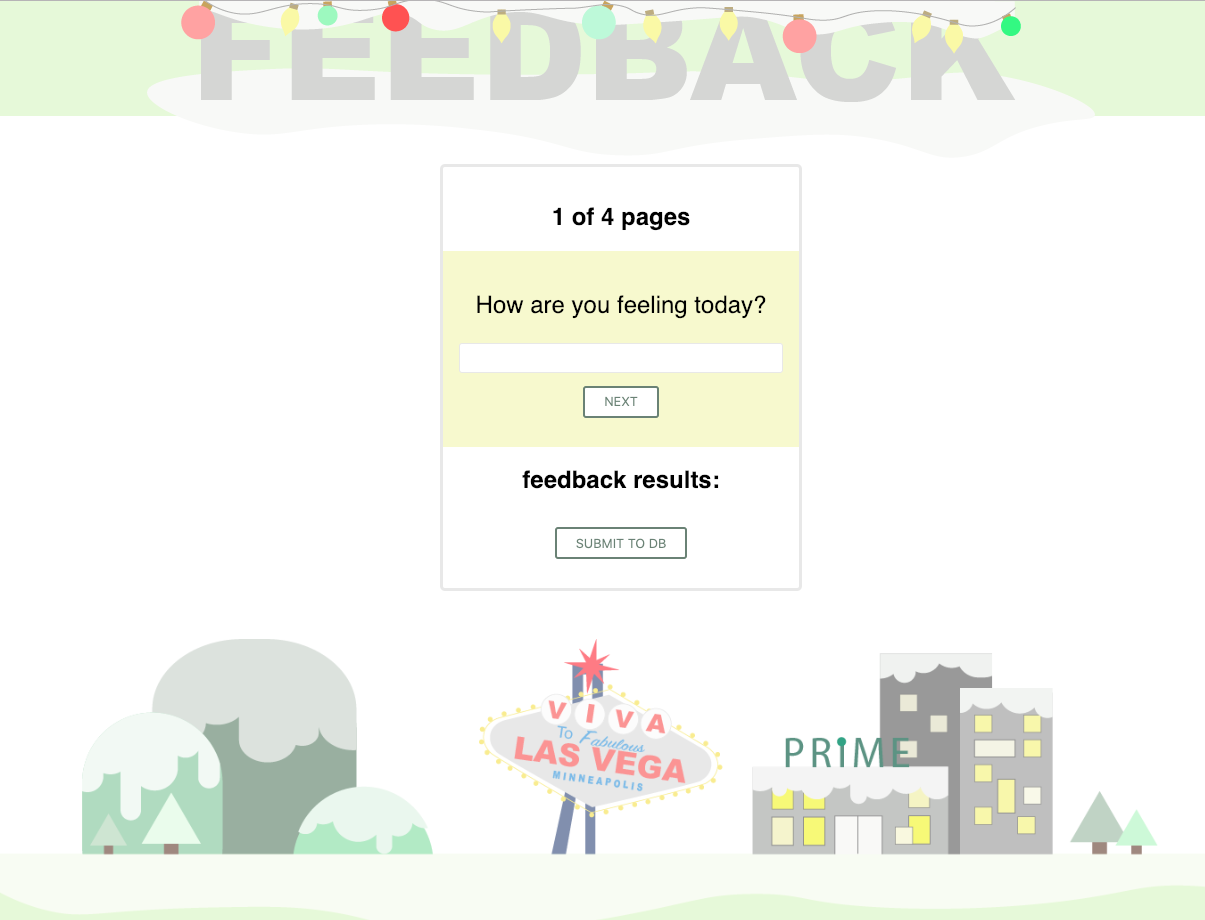 FEEDBACK
1 of 4 pages
How are you feeling today?
NEXT
feedback results:
SUBMIT TO DB
VIVA
To Fabulous
LAS VEGA
MINNEAPOLIS
PRIME